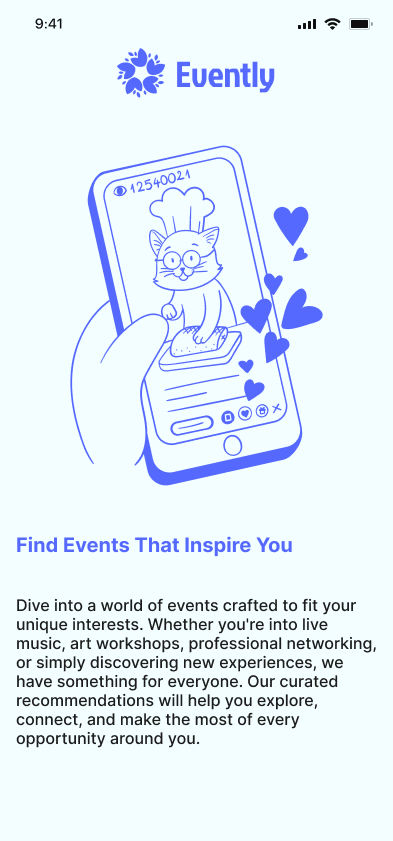 9:41
Evently
12540021
Find Events That Inspire You
Dive into a world of events crafted to fit your
unique interests. Whether you're into live
music, art workshops, professional networking,
or simply discovering new experiences, we
have something for everyone. Our curated
recommendations will help you explore,
connect, and make the most of every
opportunity around you.